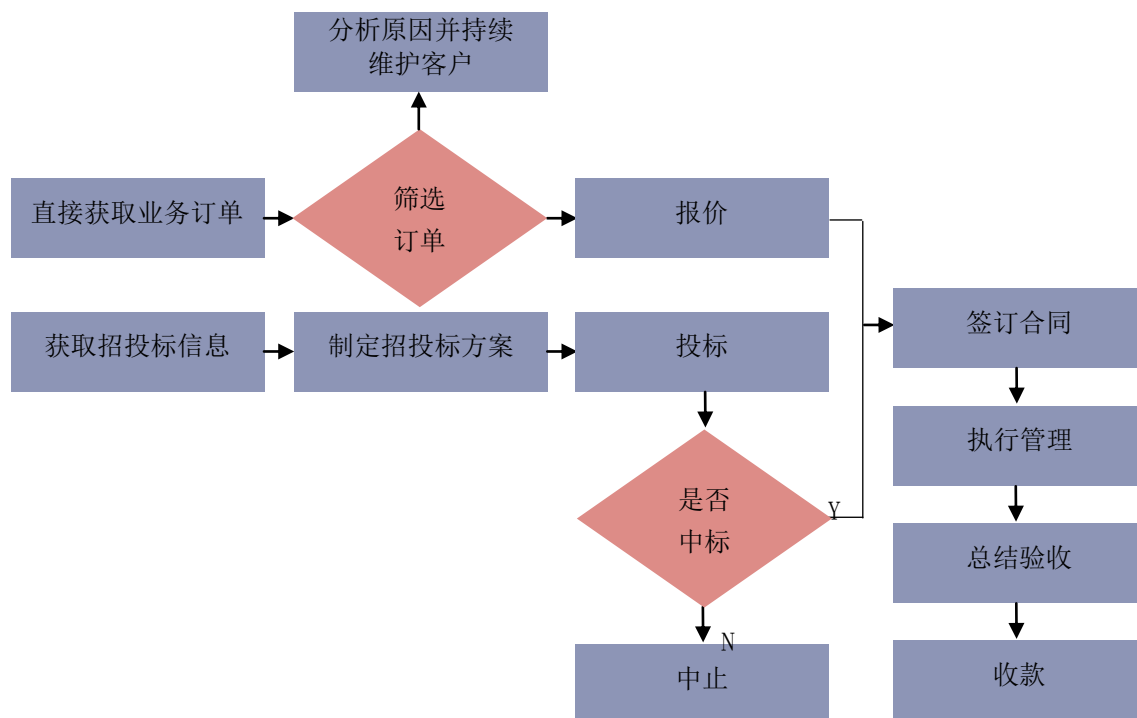 分析原因并持续
维护客户
直接获取业务订单
筛选
订单
报价
获取招投标信息
制定招投标方案
投标
签订合同
执行管理
是否
中标
Y
总结验收
N
中止
收款